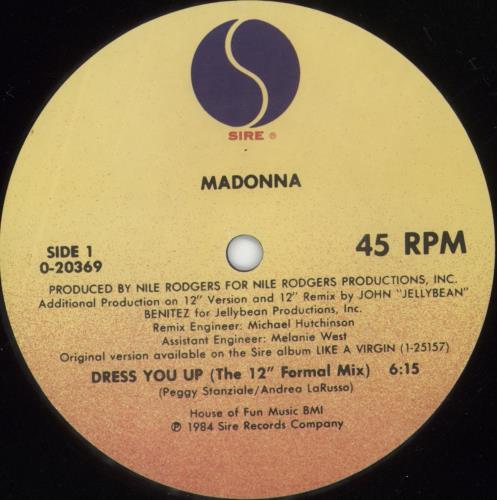 SIRE ®
MADONNA
SIDE 1
0-20369
45 RPM
PRODUCED BY NILE RODGERS FOR NILE RODGERS PRODUCTIONS, INC.
Additional Production on 12" Version and 12" Remix by JOHN "JELLYBEAN"
BENITEZ for Jellybean Productions, Inc.
Remix Engineer: Michael Hutchinson
Assistant Engineer: Melanie West
Original version available on the Sire album LIKE A VIRGIN (1-25157)
DRESS YOU UP (The 12" Formal Mix) 6:15
(Peggy Stanziale/Andrea LaRusso)
House of Fun Music BMI
℗ 1984 Sire Records Company